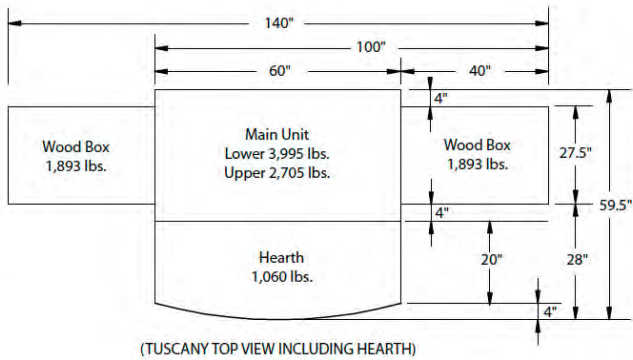 140"
100"
60"
40"
4"
Main Unit
Lower 3,995 lbs.
Upper 2,705 lbs.
Wood Box
1,893 lbs.
Wood Box
1,893 lbs.
27.5"
59.5"
4"
Hearth
1,060 lbs.
20"
28"
4"
(TUSCANY TOP VIEW INCLUDING HEARTH)